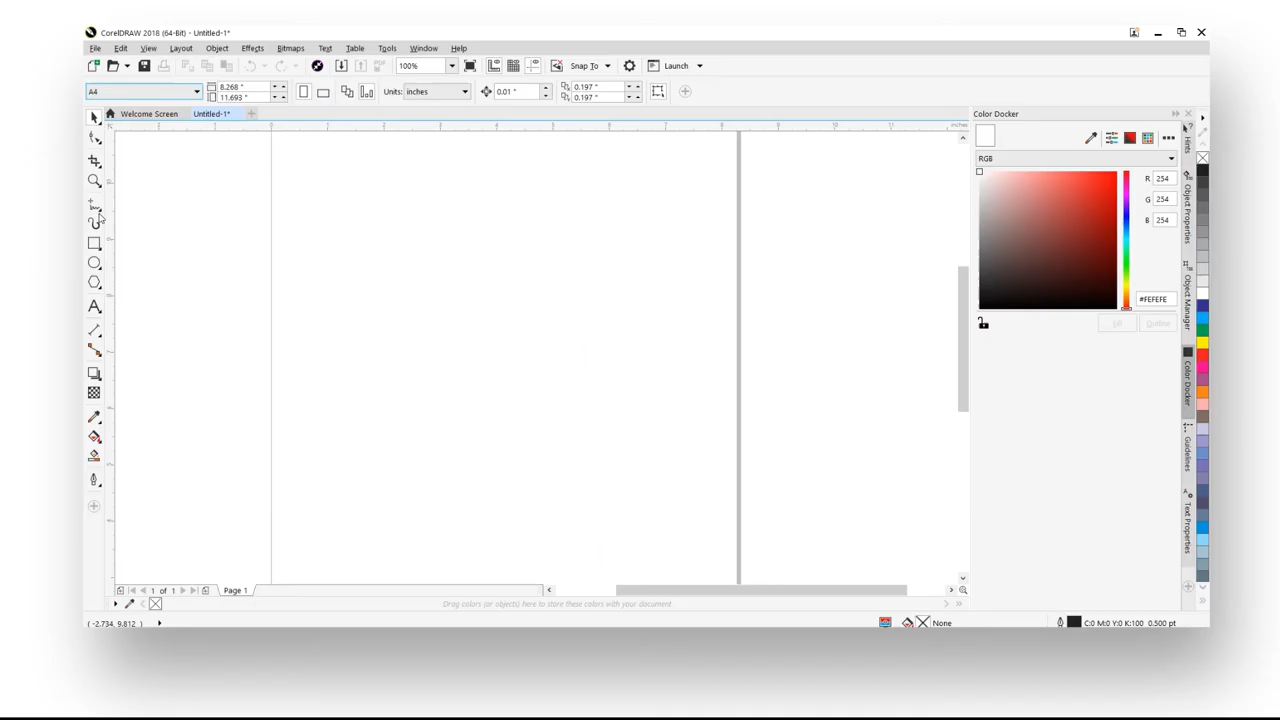 CorelDRAW 2018 (64-Bit) - Untitled-1*
File Edit View Layout Object Effects Bitmaps Text Table Tools Window Help
PDF 100% Snap To Launch
A4 8.268 " 11.693 " Units: inches 0.01 " 0.197 " 0.197 "
Welcome Screen Untitled-1*
inches
Color Docker
RGB
R 254
G 254
B 254
#FEFEFE
Fill Outline
Hints
Object Properties
Object Manager
Color Docker
Guidelines
Text Properties
1 of 1 Page 1
Drag colors (or objects) here to store these colors with your document
( -2.734, 9.812 ) None C:0 M:0 Y:0 K:100 0.500 pt